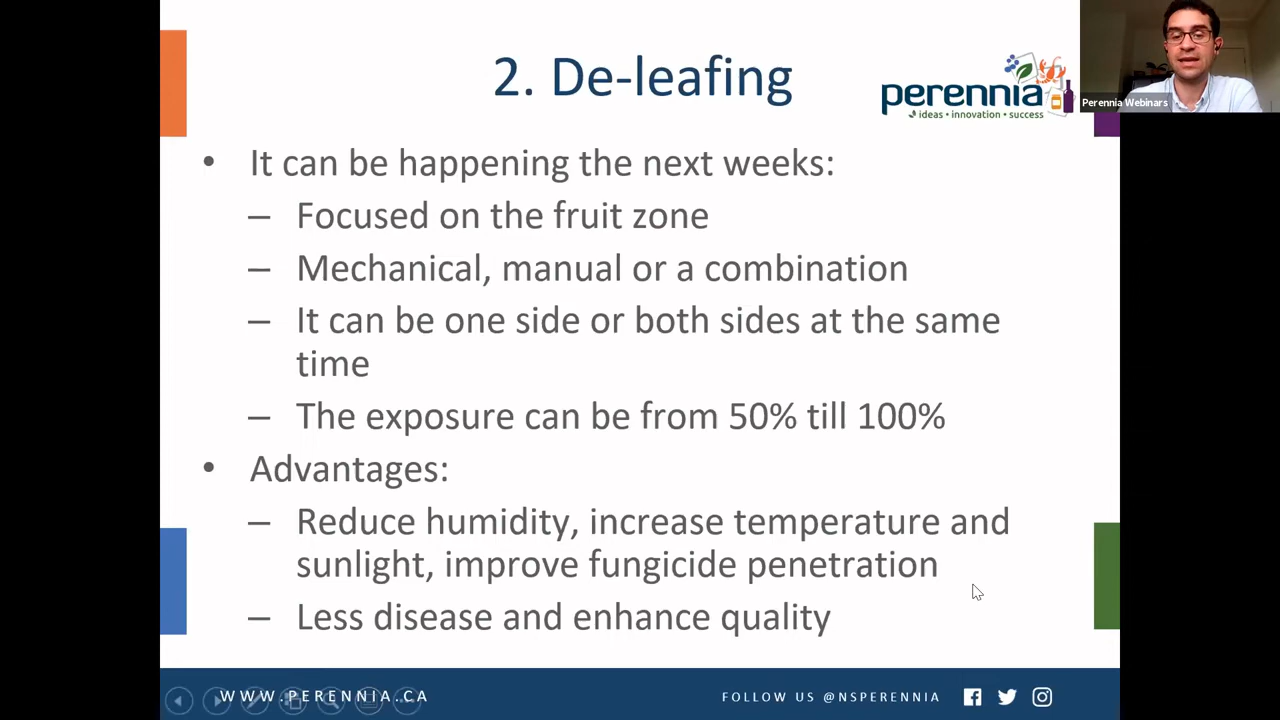 2. De-leafing
perennia
ideas • innovation • success
Perennia Webinars
• It can be happening the next weeks:
– Focused on the fruit zone
– Mechanical, manual or a combination
– It can be one side or both sides at the same
time
– The exposure can be from 50% till 100%
• Advantages:
– Reduce humidity, increase temperature and
sunlight, improve fungicide penetration
– Less disease and enhance quality
WWW.PERENNIA.CA
FOLLOW US @NSPERENNIA